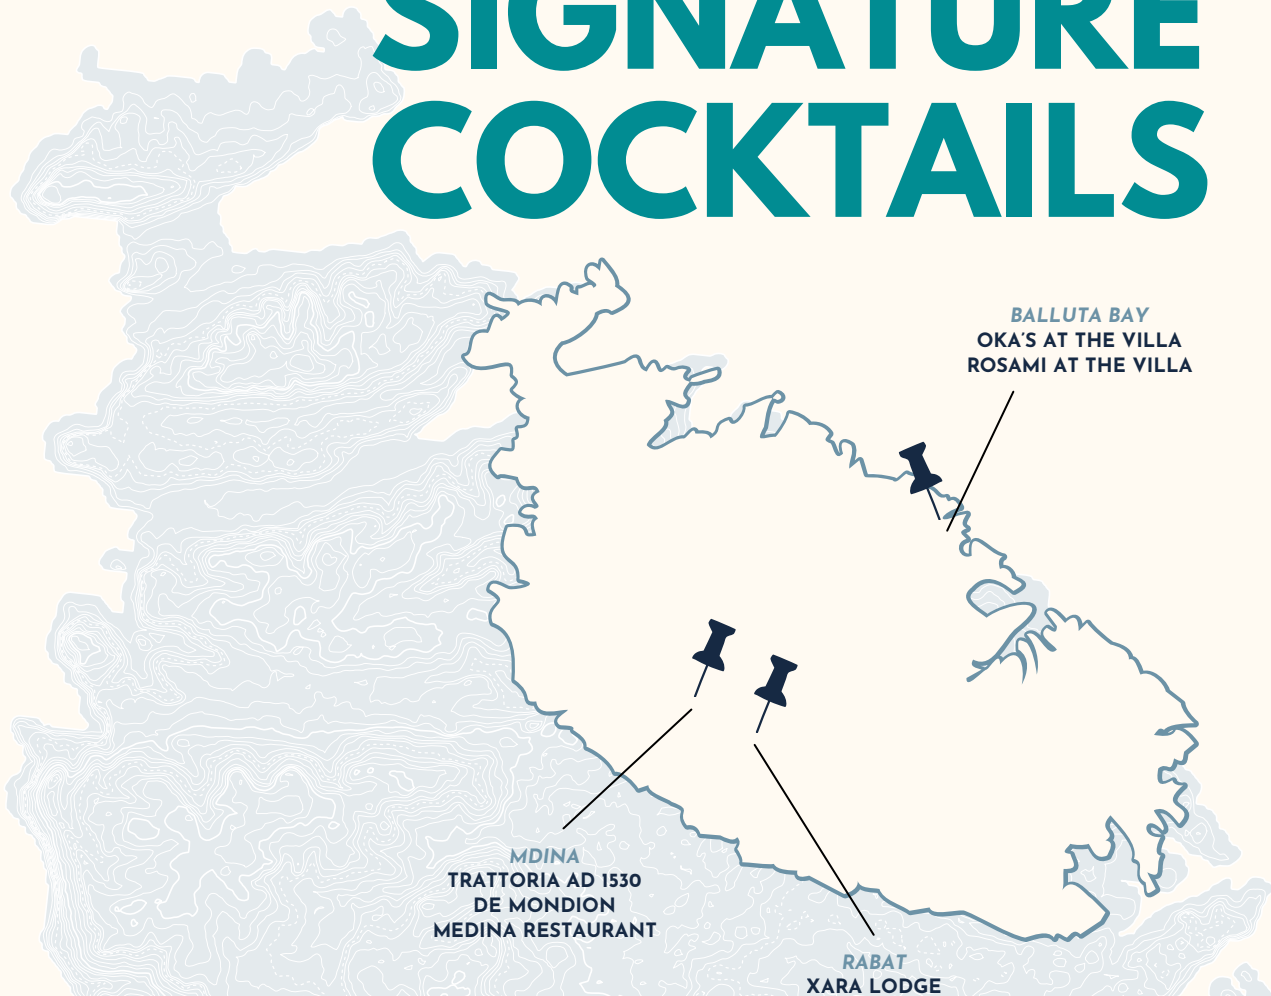 SIGNATURE
COCKTAILS
BALLUTA BAY
OKA'S AT THE VILLA
ROSAMI AT THE VILLA
MDINA
TRATTORIA AD 1530
DE MONDION
MEDINA RESTAURANT
RABAT
XARA LODGE